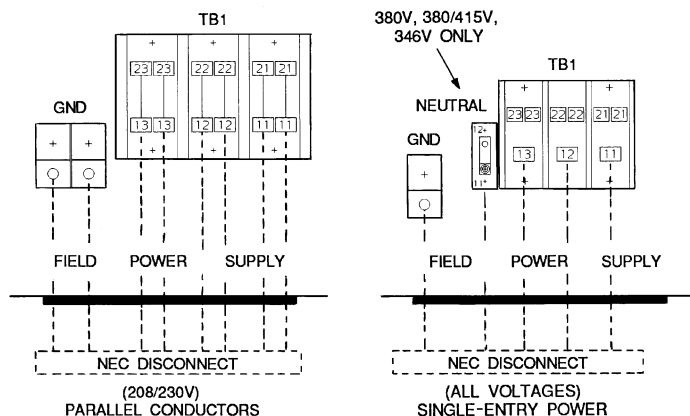 TB1
23 23 22 22 21 21
GND
13 13 12 12 11 11
FIELD POWER SUPPLY
NEC DISCONNECT
(208/230V)
PARALLEL CONDUCTORS
380V, 380/415V,
346V ONLY
TB1
NEUTRAL
GND
23 23 22 22 21 21
12
13 12 11
11
FIELD POWER SUPPLY
NEC DISCONNECT
(ALL VOLTAGES)
SINGLE-ENTRY POWER